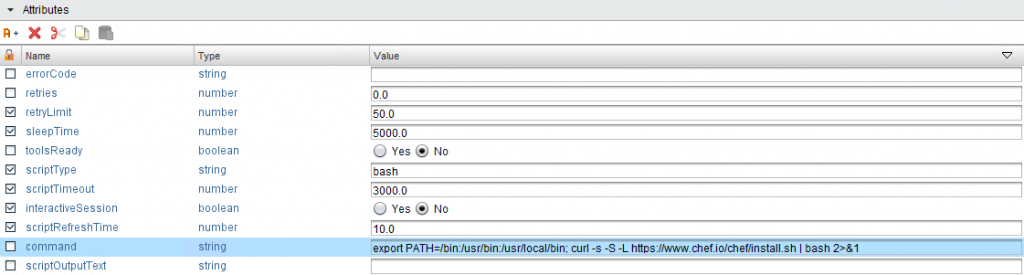 Attributes
A+
Name Type Value
errorCode string
retries number 0.0
retryLimit number 50.0
sleepTime number 5000.0
toolsReady boolean Yes No
scriptType string bash
scriptTimeout number 3000.0
interactiveSession boolean Yes No
scriptRefreshTime number 10.0
command string export PATH=/bin:/usr/bin:/usr/local/bin; curl -s -S -L https://www.chef.io/chef/install.sh | bash 2>&1
scriptOutputText string